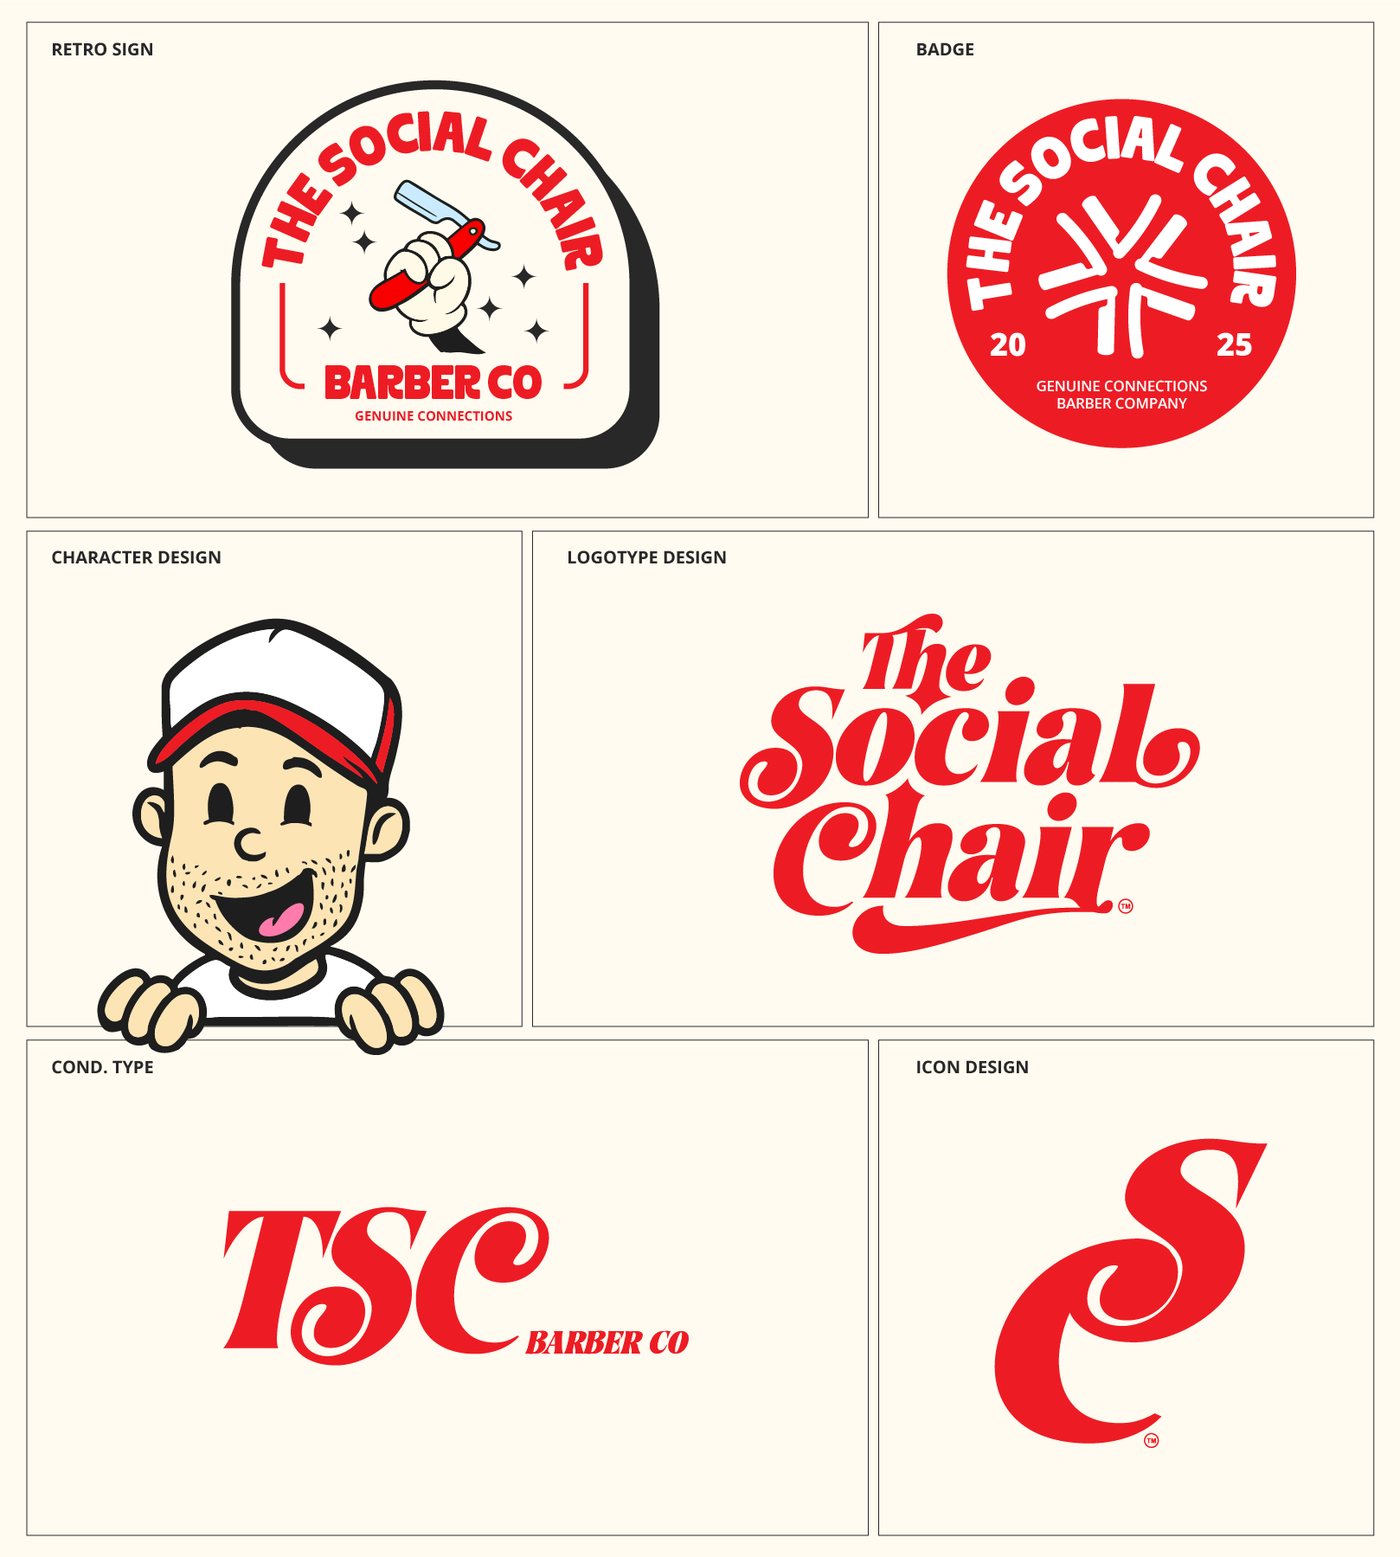 RETRO SIGN
THE SOCIAL CHAIR
BARBER CO
GENUINE CONNECTIONS
BADGE
THE SOCIAL CHAIR
20 25
GENUINE CONNECTIONS
BARBER COMPANY
CHARACTER DESIGN
LOGOTYPE DESIGN
The
Social
Chair
TM
COND. TYPE
TSC
BARBER CO
ICON DESIGN
SC
TM